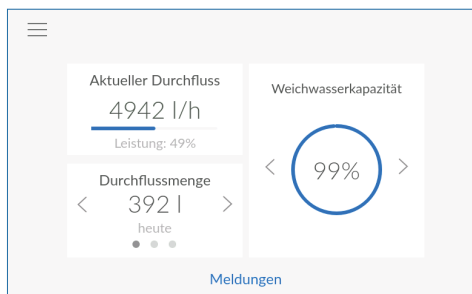 Aktueller Durchfluss
4942 l/h
Leistung: 49%
Durchflussmenge
392 l
heute
Weichwasserkapazität
99%
Meldungen